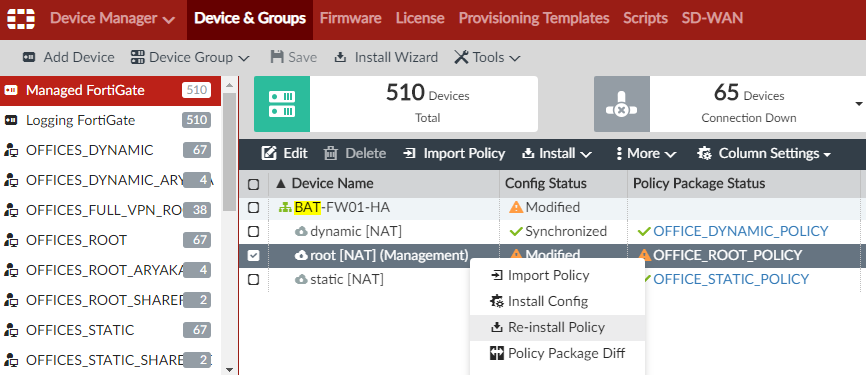 Device Manager Device & Groups Firmware License Provisioning Templates Scripts SD-WAN
Add Device Device Group Save Install Wizard Tools
Managed FortiGate 510
Logging FortiGate 510
OFFICES_DYNAMIC 67
OFFICES_DYNAMIC_ARY 4
OFFICES_FULL_VPN_RO 38
OFFICES_ROOT 67
OFFICES_ROOT_ARYAKA 4
OFFICES_ROOT_SHAREF 2
OFFICES_STATIC 67
OFFICES_STATIC_SHARE 2
510 Devices
Total
65 Devices
Connection Down
Edit Delete Import Policy Install More Column Settings
Device Name Config Status Policy Package Status
BAT-FW01-HA Modified
dynamic [NAT] Synchronized OFFICE_DYNAMIC_POLICY
root [NAT] (Management) Modified OFFICE_ROOT_POLICY
static [NAT] OFFICE_STATIC_POLICY
Import Policy
Install Config
Re-install Policy
Policy Package Diff